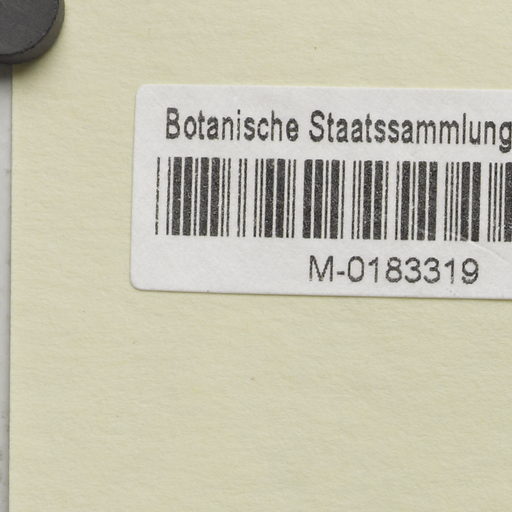 Botanische Staatssammlung
M-0183319